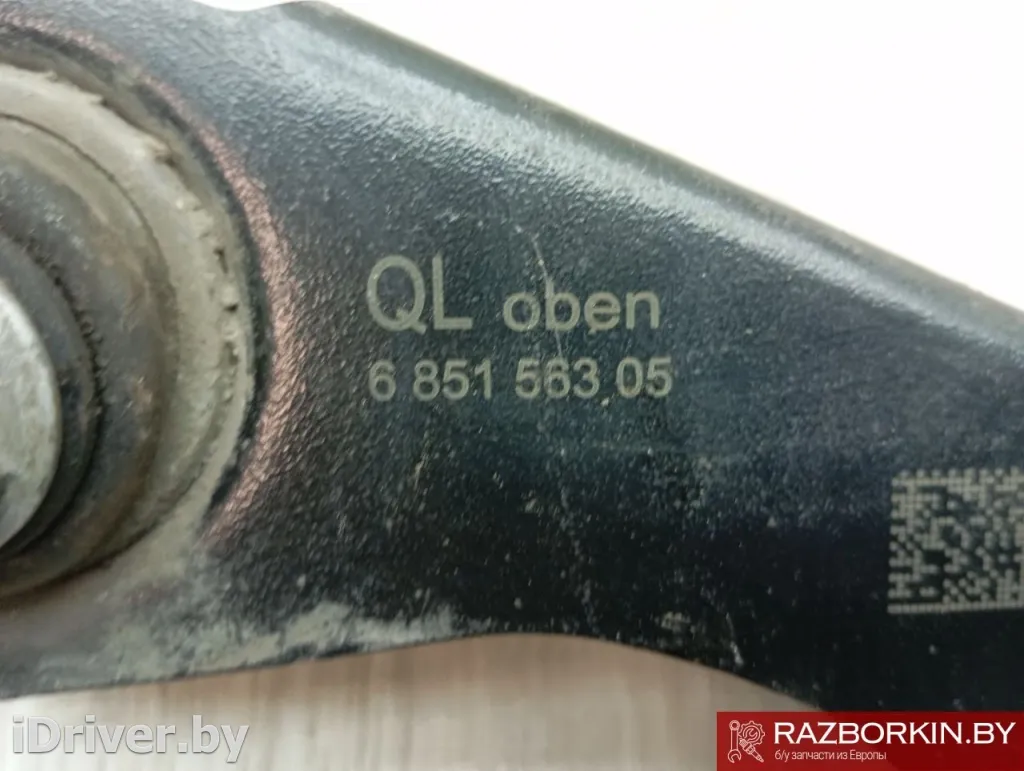 QL oben
6 851 563 05
iDriver.by
RAZBORKIN.BY
б/у запчасти из Европы